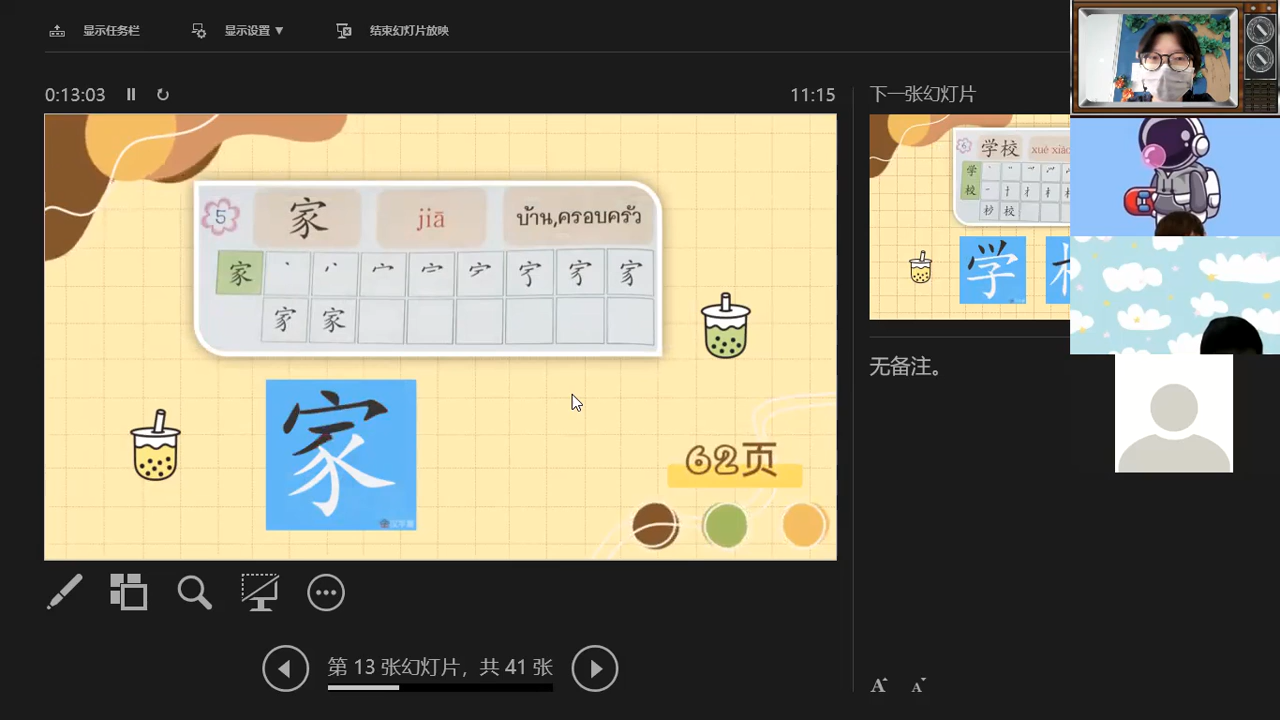 显示任务栏 显示设置 ▼ 结束幻灯片放映
0:13:03 11:15
下一张幻灯片
5 家 jiā บ้าน,ครอบครัว
家
家 家
家
62页
学校 xué xiào
学
校
校
学
无备注。
第 13 张幻灯片，共 41 张
A A